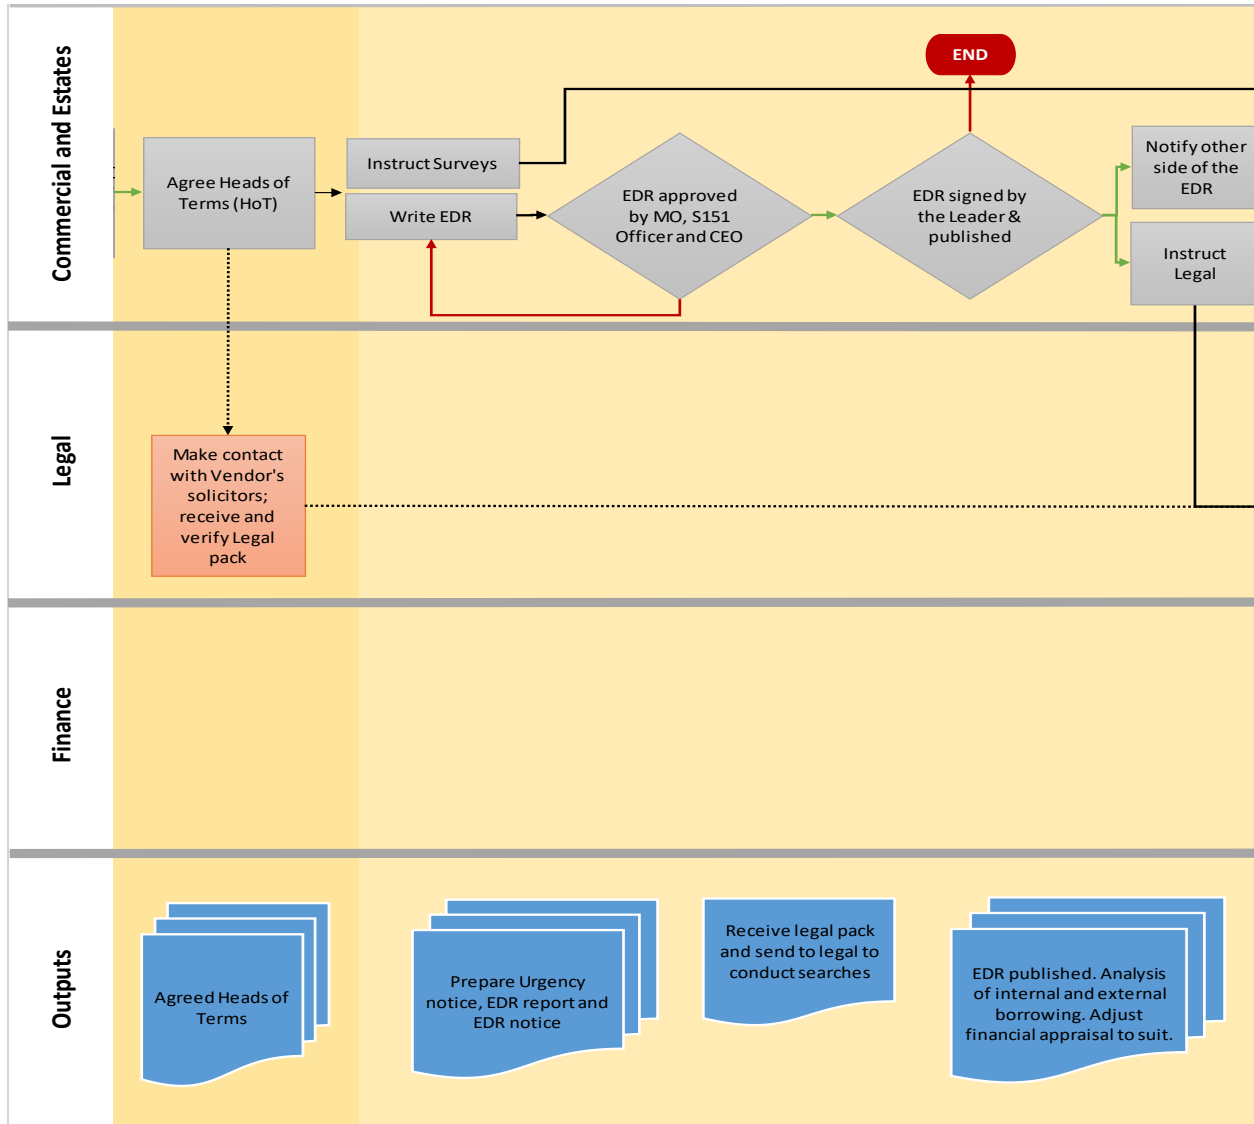 Commercial and Estates
END
Agree Heads of
Terms (HoT)
Instruct Surveys
Write EDR
EDR approved
by MO, S151
Officer and CEO
EDR signed by
the Leader &
published
Notify other
side of the
EDR
Instruct
Legal
Legal
Make contact
with Vendor's
solicitors;
receive and
verify Legal
pack
Finance
Outputs
Agreed Heads of
Terms
Prepare Urgency
notice, EDR report and
EDR notice
Receive legal pack
and send to legal to
conduct searches
EDR published. Analysis
of internal and external
borrowing. Adjust
financial appraisal to suit.